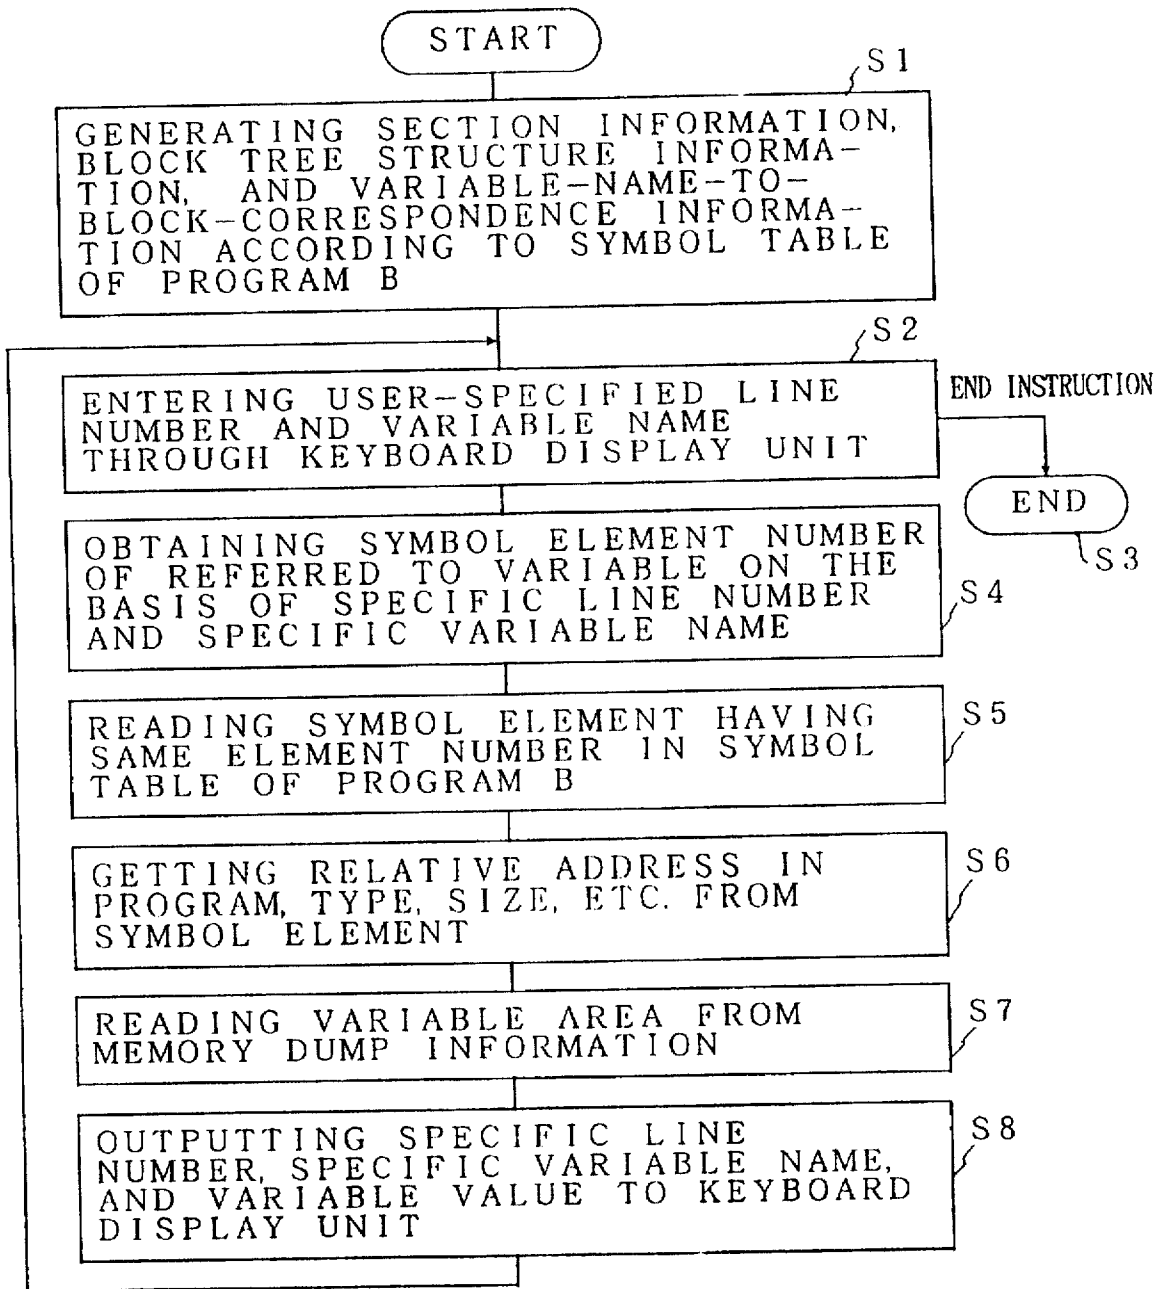 START
S1
GENERATING SECTION INFORMATION,
BLOCK TREE STRUCTURE INFORMA-
TION, AND VARIABLE-NAME-TO-
BLOCK-CORRESPONDENCE INFORMA-
TION ACCORDING TO SYMBOL TABLE
OF PROGRAM B
S2
ENTERING USER-SPECIFIED LINE
NUMBER AND VARIABLE NAME
THROUGH KEYBOARD DISPLAY UNIT
END INSTRUCTION
END
S3
OBTAINING SYMBOL ELEMENT NUMBER
OF REFERRED TO VARIABLE ON THE
BASIS OF SPECIFIC LINE NUMBER
AND SPECIFIC VARIABLE NAME
S4
READING SYMBOL ELEMENT HAVING
SAME ELEMENT NUMBER IN SYMBOL
TABLE OF PROGRAM B
S5
GETTING RELATIVE ADDRESS IN
PROGRAM, TYPE, SIZE, ETC. FROM
SYMBOL ELEMENT
S6
READING VARIABLE AREA FROM
MEMORY DUMP INFORMATION
S7
OUTPUTTING SPECIFIC LINE
NUMBER, SPECIFIC VARIABLE NAME,
AND VARIABLE VALUE TO KEYBOARD
DISPLAY UNIT
S8